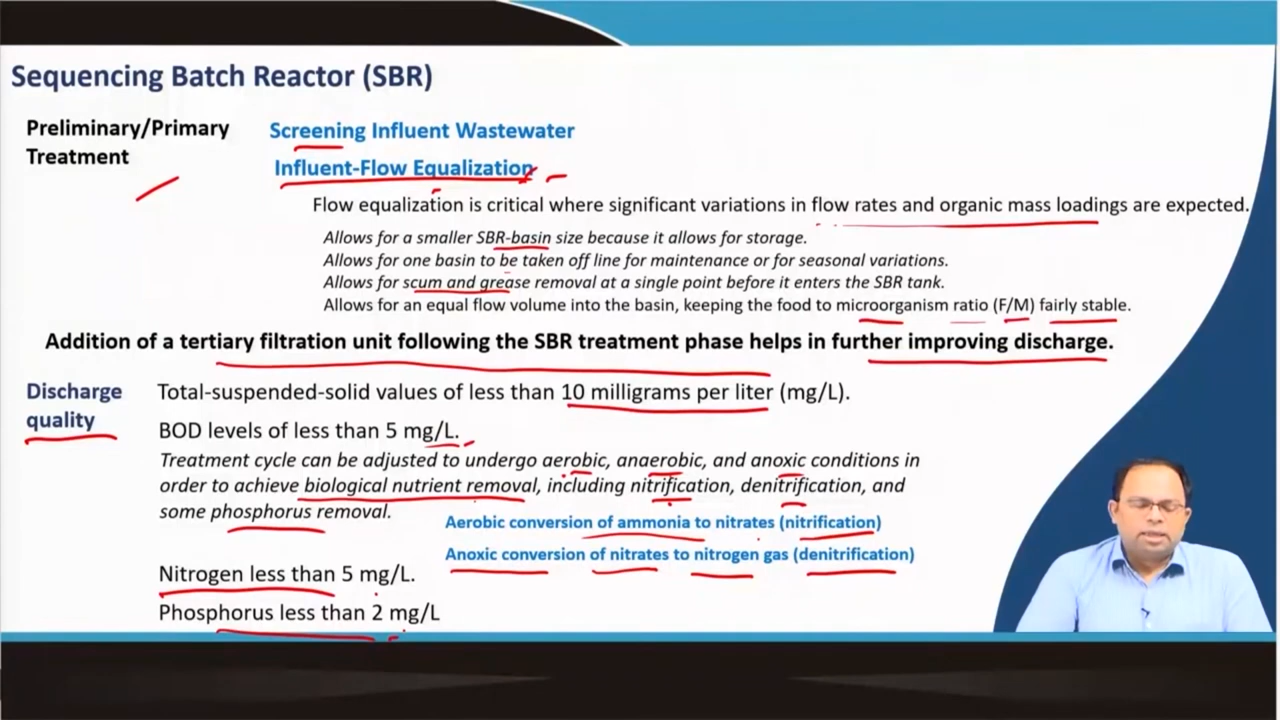 Sequencing Batch Reactor (SBR)
Preliminary/Primary
Treatment
Screening Influent Wastewater
Influent-Flow Equalization
Flow equalization is critical where significant variations in flow rates and organic mass loadings are expected.
Allows for a smaller SBR-basin size because it allows for storage.
Allows for one basin to be taken off line for maintenance or for seasonal variations.
Allows for scum and grease removal at a single point before it enters the SBR tank.
Allows for an equal flow volume into the basin, keeping the food to microorganism ratio (F/M) fairly stable.
Addition of a tertiary filtration unit following the SBR treatment phase helps in further improving discharge.
Discharge
quality
Total-suspended-solid values of less than 10 milligrams per liter (mg/L).
BOD levels of less than 5 mg/L.
Treatment cycle can be adjusted to undergo aerobic, anaerobic, and anoxic conditions in
order to achieve biological nutrient removal, including nitrification, denitrification, and
some phosphorus removal.
Aerobic conversion of ammonia to nitrates (nitrification)
Anoxic conversion of nitrates to nitrogen gas (denitrification)
Nitrogen less than 5 mg/L.
Phosphorus less than 2 mg/L